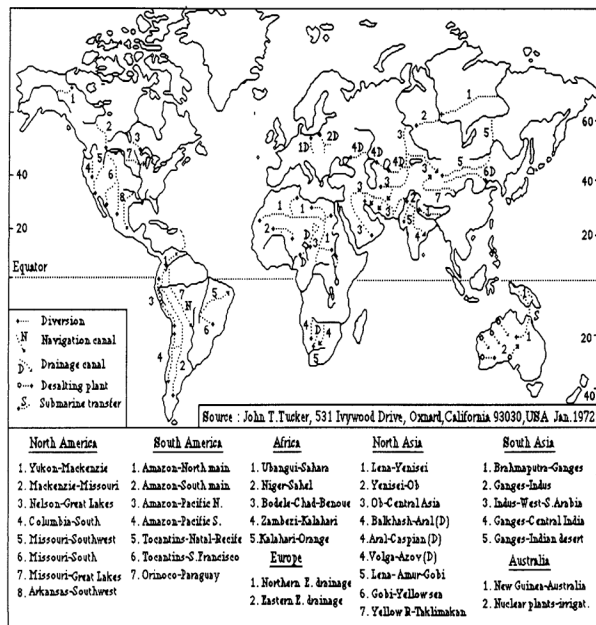 60
40
20
Equator
20
40
Diversion
N Navigation canal
D Drainage canal
Desalting plant
S Submarine transfer
Source : John T.Tucker, 531 Ivywood Drive, Oxnard,California 93030,USA Jan.1972
North America
1. Yukon-Mackenzie
2. Mackenzie-Missouri
3. Nelson-Great Lakes
4. Columbia-South
5 Missouri-Southwest
6 Missouri-South
7 Missouri-Great Lakes
8. Arkansas-Southwest
South America
1. Amazon-North main
2. Amazon-South main
3 Amazon-Pacific N.
4 Amazon-Pacific S.
5 Tocantins-Natal-Recife
6 Tocantins-S.Francisco
7. Orinoco-Paraguay
Africa
1. Ubangui-Sahara
2. Niger-Sahel
3. Bodele-Chad-Benoue
4. Zambezi-Kalahari
5.Kalahari-Orange
Europe
1. Northern E. drainage
2. Eastern E. drainage
North Asia
1. Lena-Yenisei
2. Yenisei-Ob
3. Ob-Central Asia
4. Balkhash-Aral (D)
Aral-Caspian (D)
Volga-Azov (D)
5. Lena-Amur-Gobi
6. Gobi-Yellow sea
7. Yellow R-Taklimakan
South Asia
1. Brahmaputra-Ganges
2. Ganges-Indus
3. Indus-West-S.Arabia
4 Ganges-Central India
5. Ganges-Indian desert
Australia
1. New Guinea-Australia
2. Nuclear plants-irrigat.